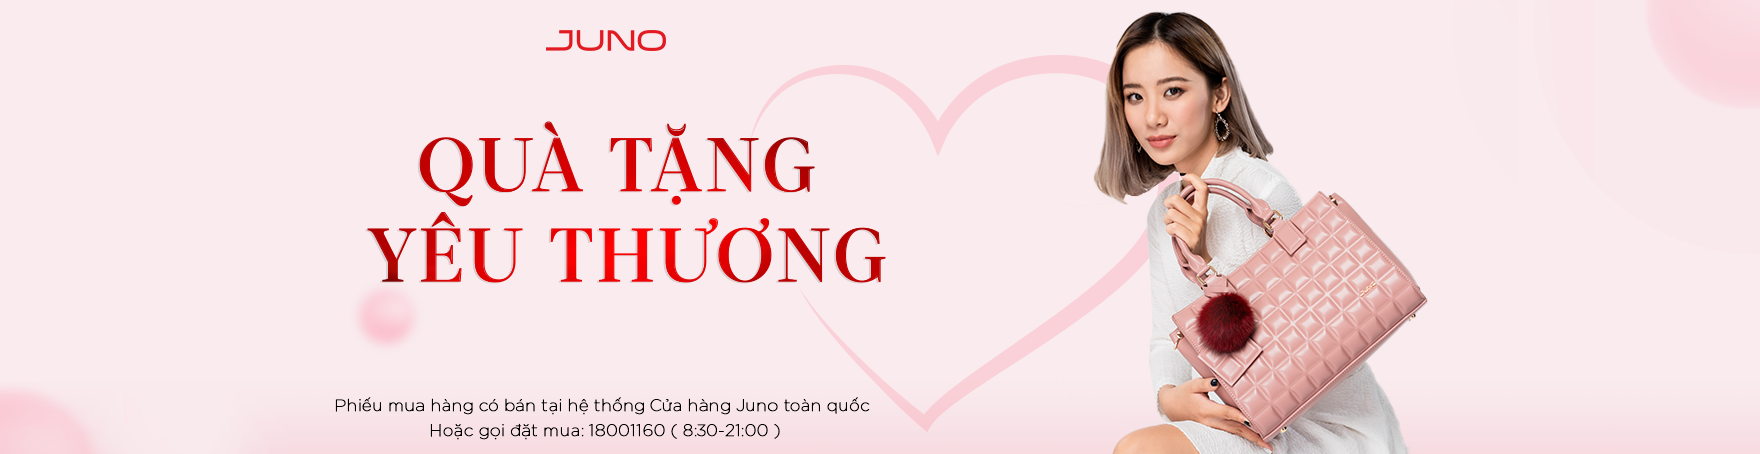 JUNO
QUÀ TẶNG
YÊU THƯƠNG
Phiếu mua hàng có bán tại hệ thống Cửa hàng Juno toàn quốc
Hoặc gọi đặt mua: 18001160 ( 8:30-21:00 )